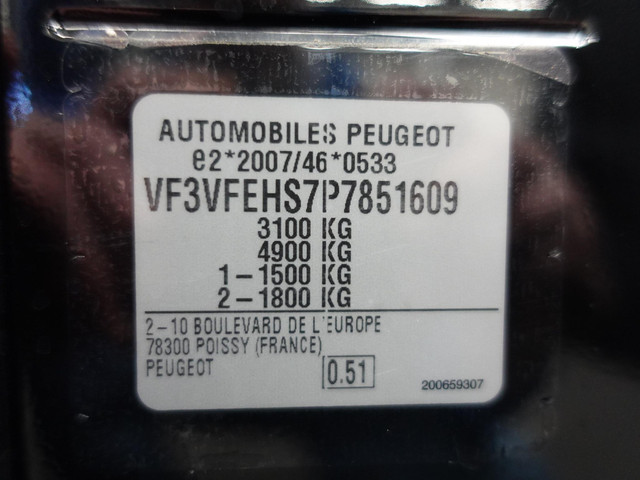 AUTOMOBILES PEUGEOT
e2*2007/46*0533
VF3VFEHS7P7851609
3100 KG
4900 KG
1-1500 KG
2-1800 KG
2-10 BOULEVARD DE L'EUROPE
78300 POISSY (FRANCE)
PEUGEOT
0.51
200659307